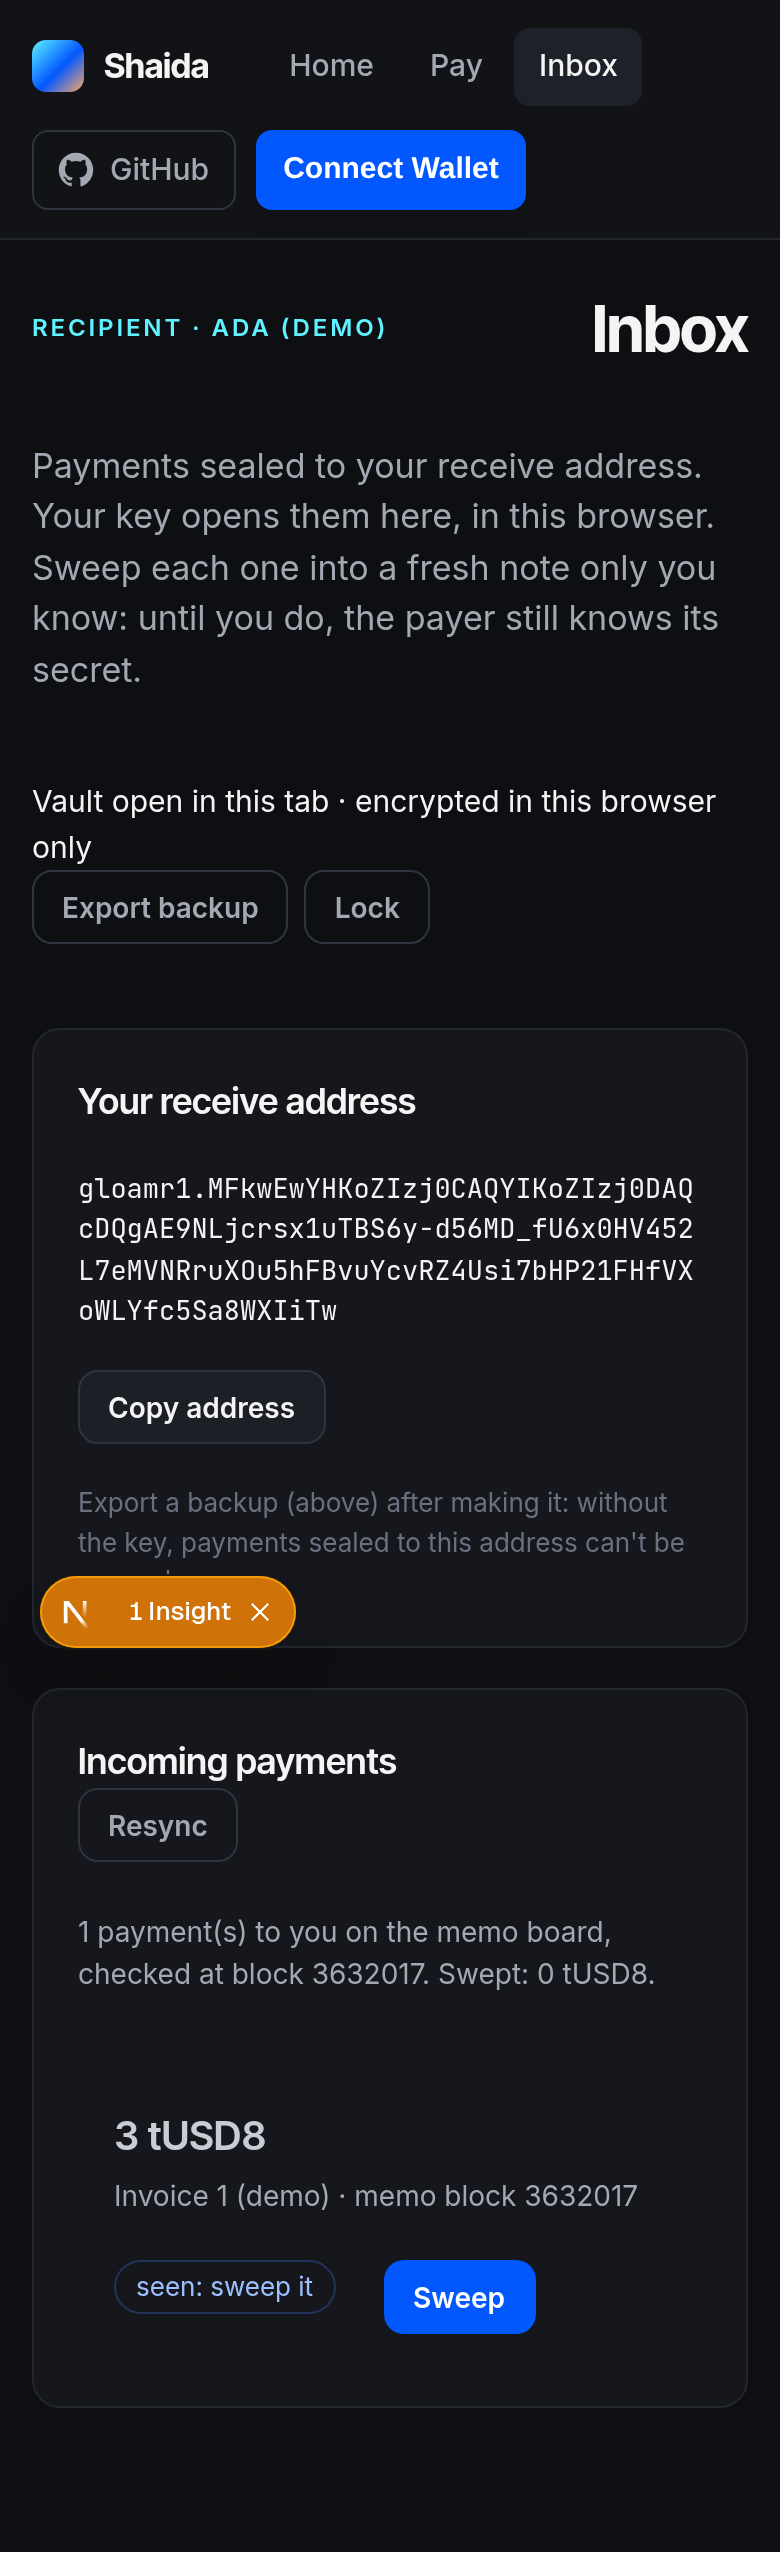 Shaida
Home
Pay
Inbox
GitHub
Connect Wallet
RECIPIENT · ADA (DEMO)
Inbox
Payments sealed to your receive address.
Your key opens them here, in this browser.
Sweep each one into a fresh note only you
know: until you do, the payer still knows its
secret.
Vault open in this tab · encrypted in this browser
only
Export backup
Lock
Your receive address
gloamr1.MFkwEwYHKoZIzj0CAQYIKoZIzj0DAQ
cDQgAE9NLjcrsx1uTBS6y-d56MD_fU6x0HV452
L7eMVNRruXOu5hFBvuYcvRZ4Usi7bHP21FHfVX
oWLYfc5Sa8WXIiTw
Copy address
Export a backup (above) after making it: without
the key, payments sealed to this address can't be
1 Insight
Incoming payments
Resync
1 payment(s) to you on the memo board,
checked at block 3632017. Swept: 0 tUSD8.
3 tUSD8
Invoice 1 (demo) · memo block 3632017
seen: sweep it
Sweep